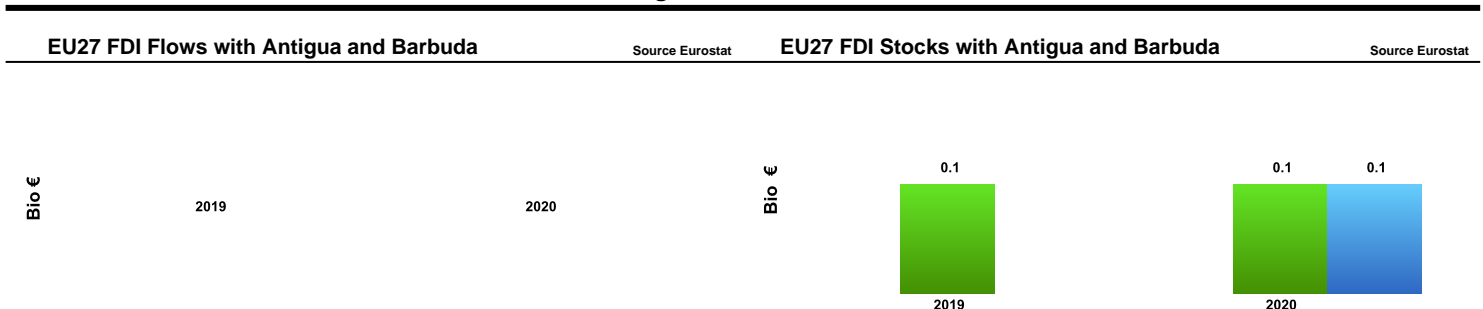 EU27 FDI Flows with Antigua and Barbuda Source Eurostat
Bio €
2019 2020
EU27 FDI Stocks with Antigua and Barbuda Source Eurostat
Bio €
0.1 0.1 0.1
2019 2020